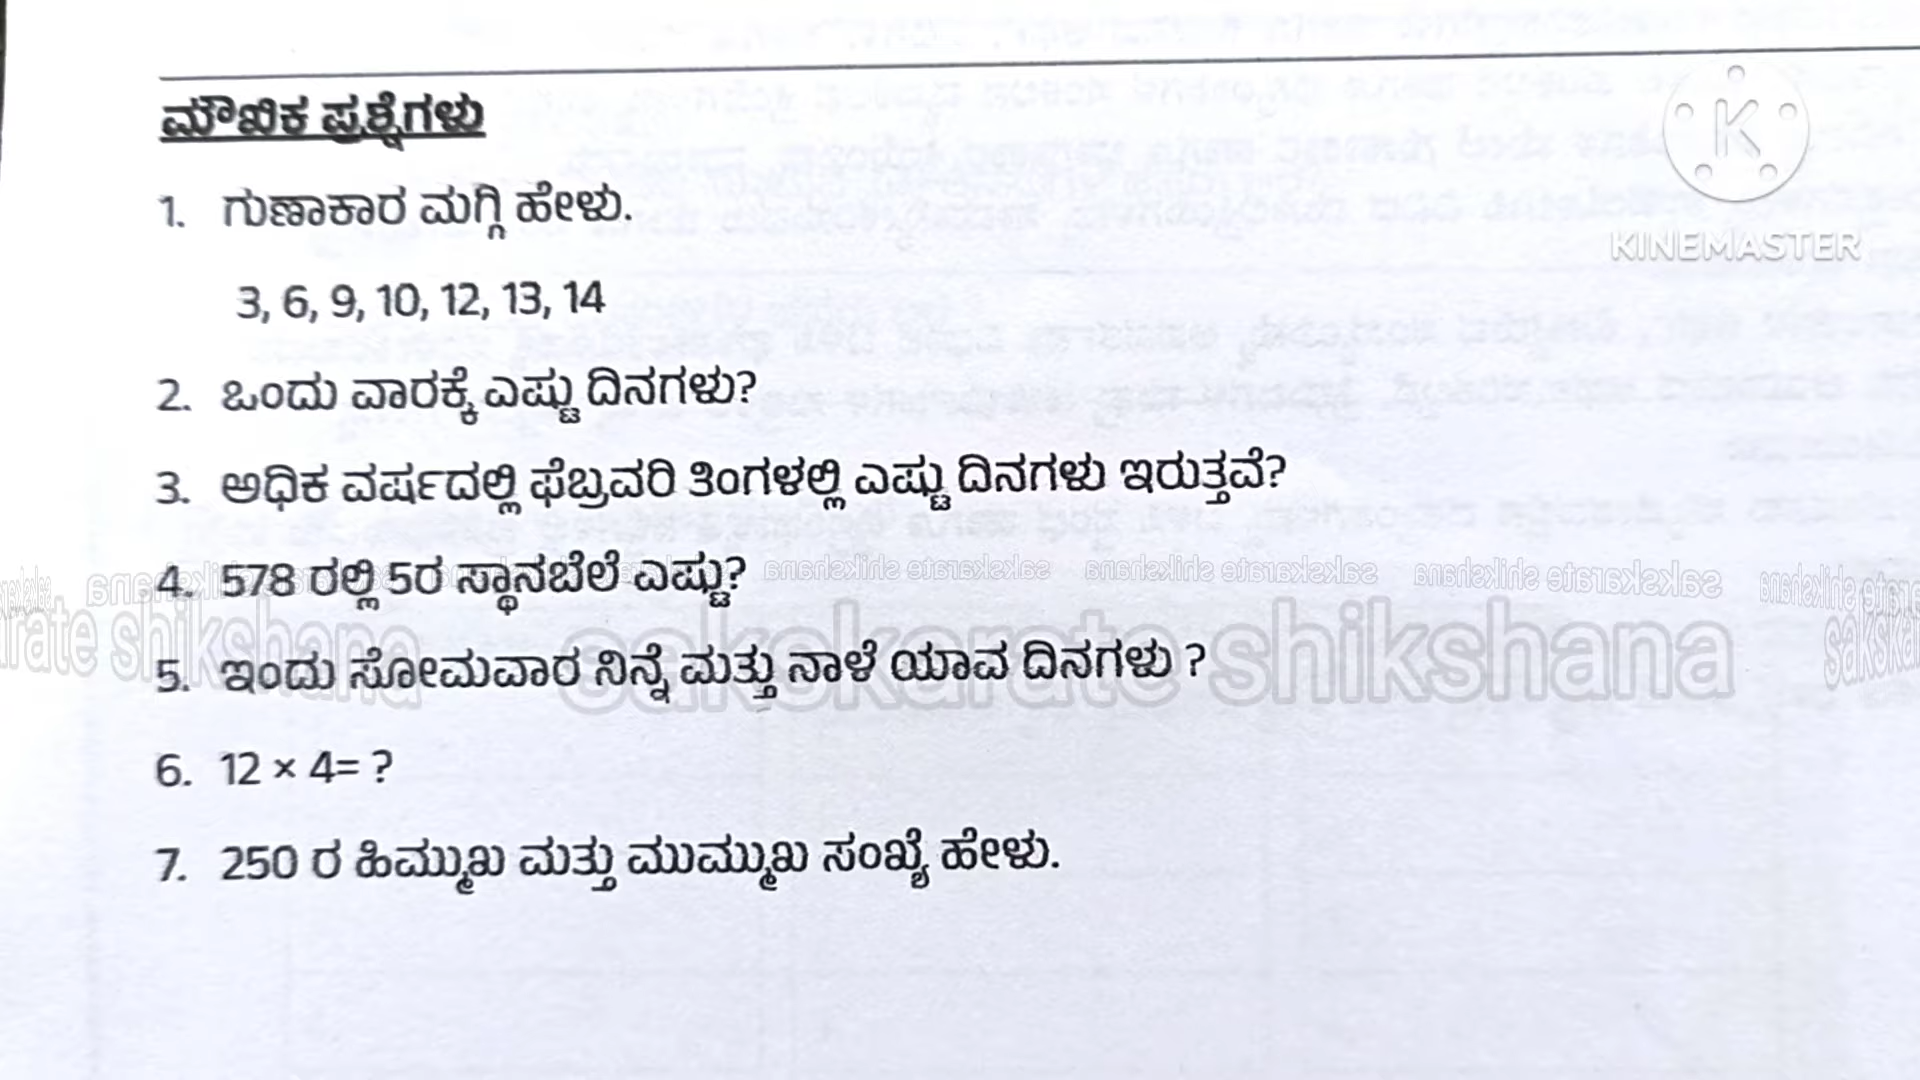 ಮೌಖಿಕ ಪ್ರಶ್ನೆಗಳು
1. ಗುಣಾಕಾರ ಮಗ್ಗಿ ಹೇಳು.
3, 6, 9, 10, 12, 13, 14
2. ಒಂದು ವಾರಕ್ಕೆ ಎಷ್ಟು ದಿನಗಳು?
3. ಅಧಿಕ ವರ್ಷದಲ್ಲಿ ಫೆಬ್ರವರಿ ತಿಂಗಳಲ್ಲಿ ಎಷ್ಟು ದಿನಗಳು ಇರುತ್ತವೆ?
4. 578 ರಲ್ಲಿ 5ರ ಸ್ಥಾನಬೆಲೆ ಎಷ್ಟು?
5. ಇಂದು ಸೋಮವಾರ ನಿನ್ನೆ ಮತ್ತು ನಾಳೆ ಯಾವ ದಿನಗಳು ?
6. 12 × 4= ?
7. 250 ರ ಹಿಮ್ಮುಖ ಮತ್ತು ಮುಮ್ಮುಖ ಸಂಖ್ಯೆ ಹೇಳು.
KINEMASTER
sakskarate shikshana